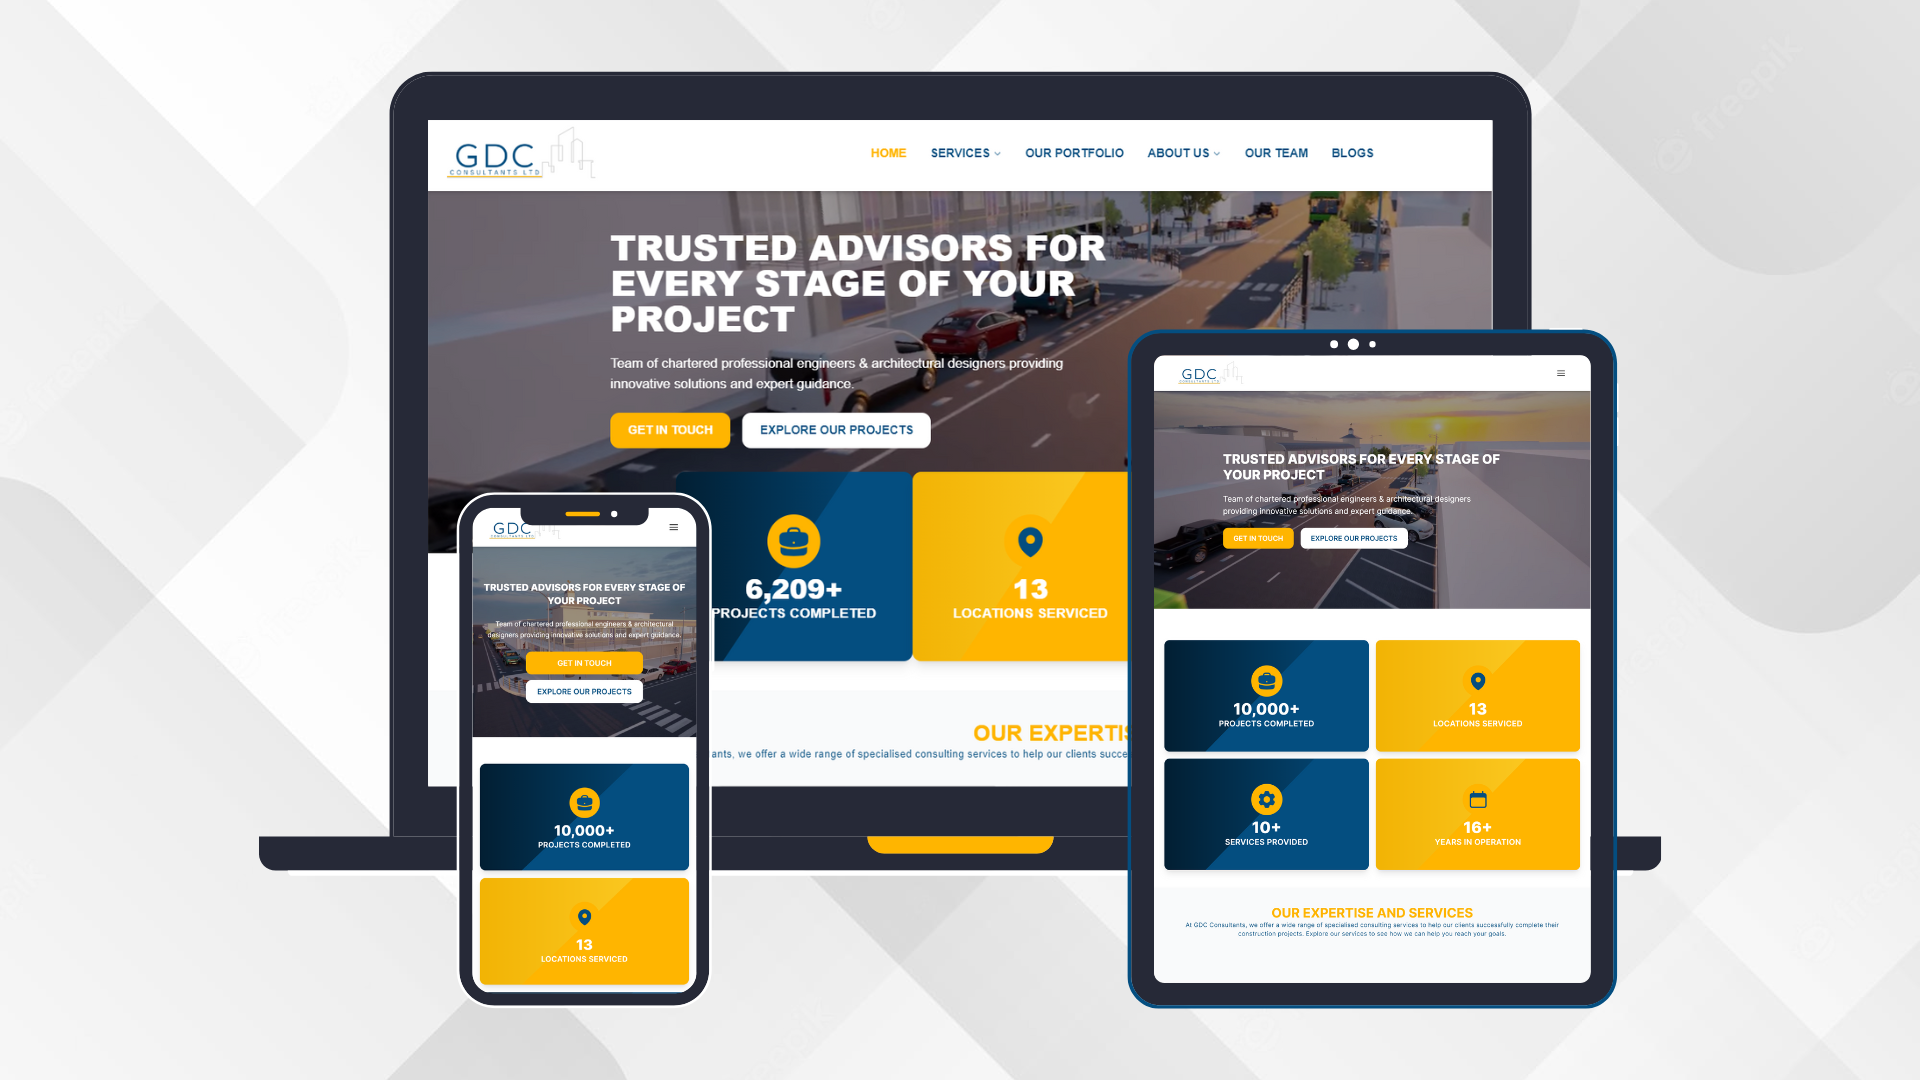 GDC
CONSULTANTS LTD
HOME
SERVICES
OUR PORTFOLIO
ABOUT US
OUR TEAM
BLOGS
TRUSTED ADVISORS FOR
EVERY STAGE OF YOUR
PROJECT
Team of chartered professional engineers & architectural designers providing
innovative solutions and expert guidance.
GET IN TOUCH
EXPLORE OUR PROJECTS
6,209+
PROJECTS COMPLETED
13
LOCATIONS SERVICED
OUR EXPERTIS
ants, we offer a wide range of specialised consulting services to help our clients succe
GDC
CONSULTANTS LTD
TRUSTED ADVISORS FOR EVERY STAGE OF
YOUR PROJECT
Team of chartered professional engineers & architectural
designers providing innovative solutions and expert guidance.
GET IN TOUCH
EXPLORE OUR PROJECTS
10,000+
PROJECTS COMPLETED
13
LOCATIONS SERVICED
GDC
CONSULTANTS LTD
TRUSTED ADVISORS FOR EVERY STAGE OF
YOUR PROJECT
Team of chartered professional engineers & architectural designers
providing innovative solutions and expert guidance.
GET IN TOUCH
EXPLORE OUR PROJECTS
10,000+
PROJECTS COMPLETED
13
LOCATIONS SERVICED
10+
SERVICES PROVIDED
16+
YEARS IN OPERATION
OUR EXPERTISE AND SERVICES
At GDC Consultants, we offer a wide range of specialised consulting services to help our clients successfully complete their
construction projects. Explore our services to see how we can help you reach your goals.
freepik